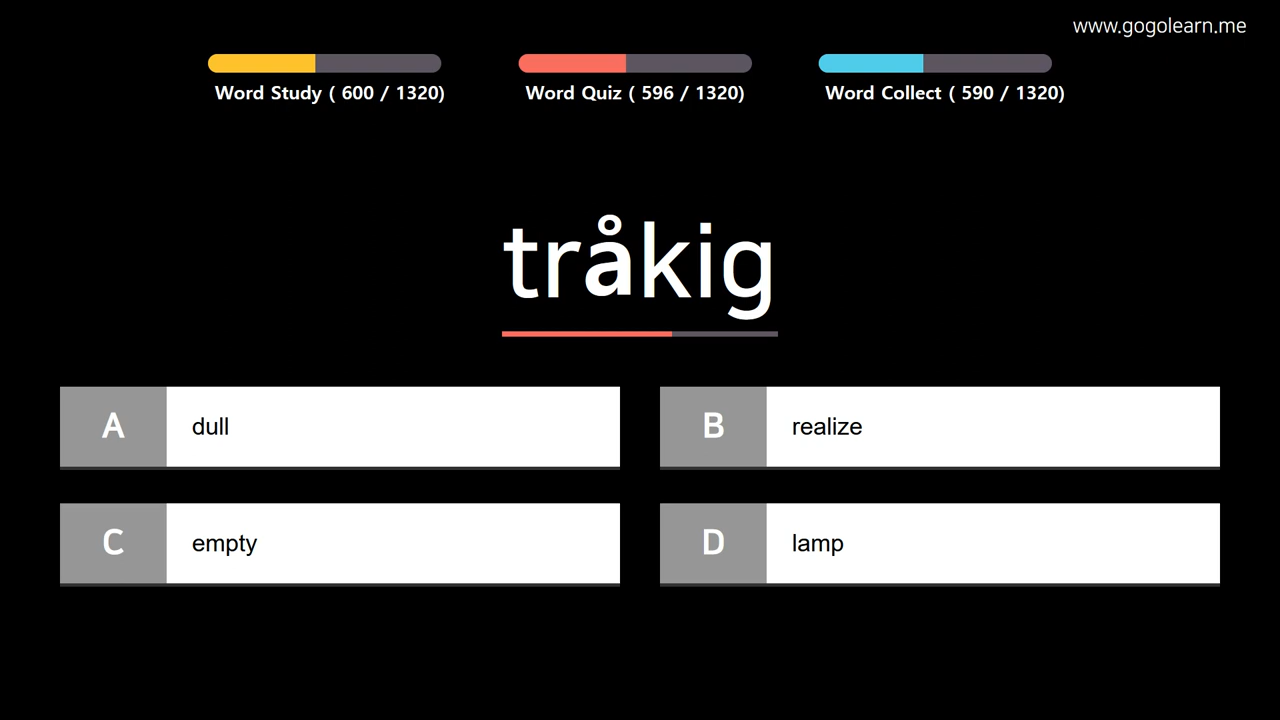 www.gogolearn.me
Word Study ( 600 / 1320)
Word Quiz ( 596 / 1320)
Word Collect ( 590 / 1320)
tråkig
A dull
B realize
C empty
D lamp